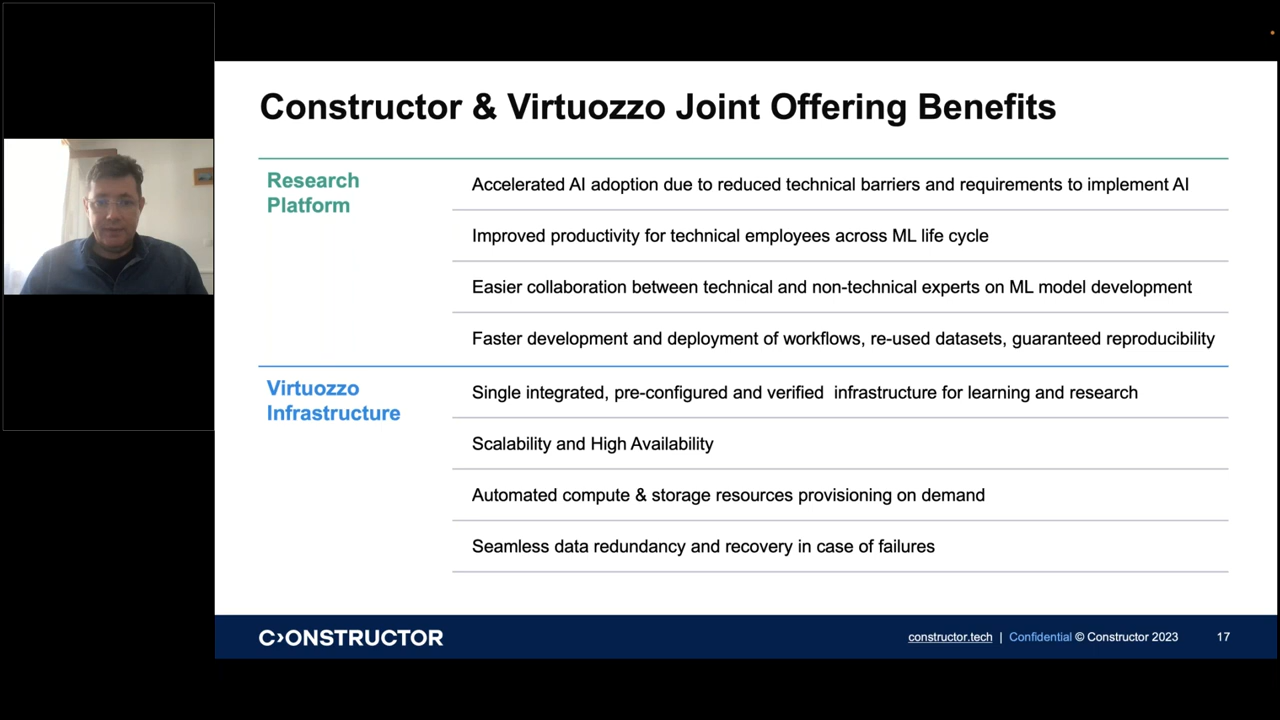 Constructor & Virtuozzo Joint Offering Benefits
Research
Platform
Accelerated AI adoption due to reduced technical barriers and requirements to implement AI
Improved productivity for technical employees across ML life cycle
Easier collaboration between technical and non-technical experts on ML model development
Faster development and deployment of workflows, re-used datasets, guaranteed reproducibility
Virtuozzo
Infrastructure
Single integrated, pre-configured and verified infrastructure for learning and research
Scalability and High Availability
Automated compute & storage resources provisioning on demand
Seamless data redundancy and recovery in case of failures
C›ONSTRUCTOR
constructor.tech | Confidential © Constructor 2023 17